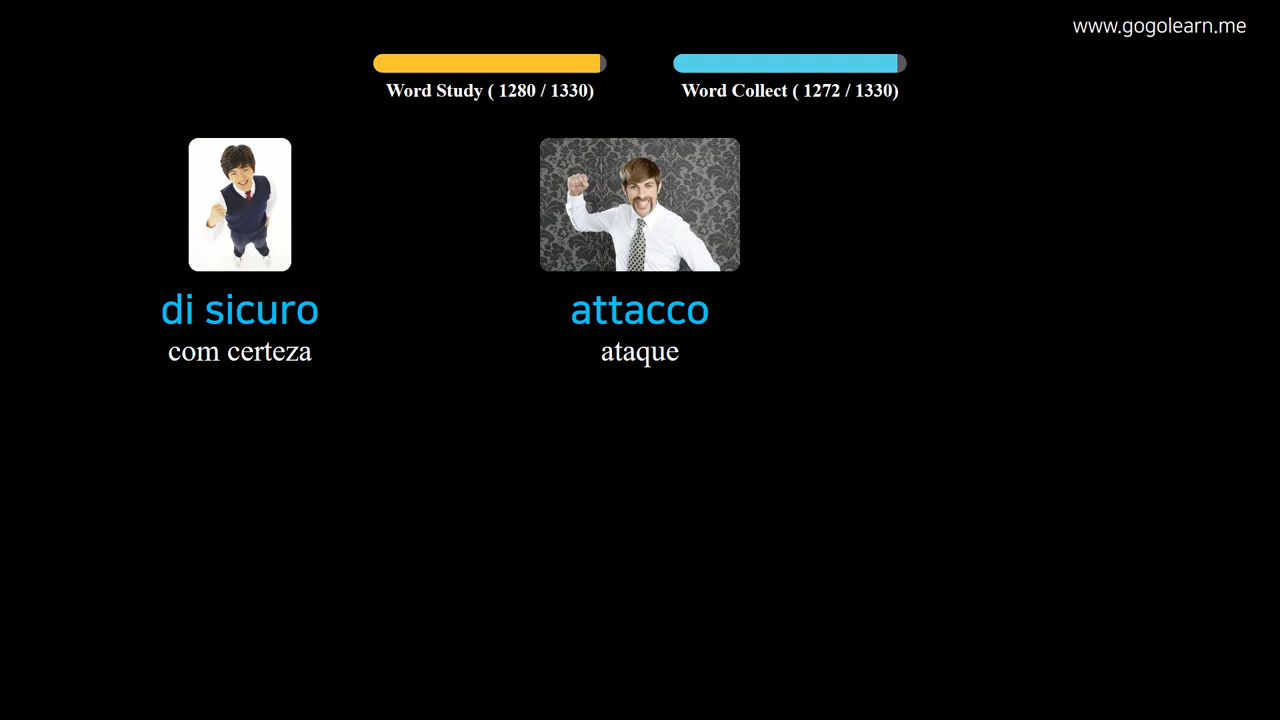 www.gogolearn.me
Word Study ( 1280 / 1330)
Word Collect ( 1272 / 1330)
di sicuro
com certeza
attacco
ataque